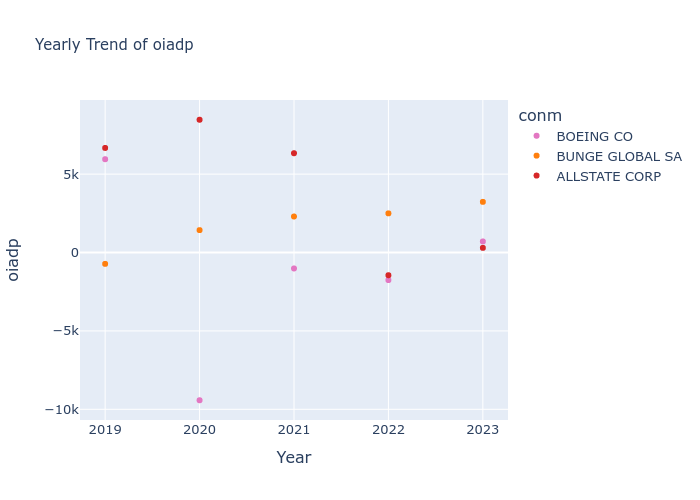 Yearly Trend of oiadp
conm
BOEING CO
BUNGE GLOBAL SA
ALLSTATE CORP
oiadp
5k
0
−5k
−10k
2019
2020
2021
2022
2023
Year